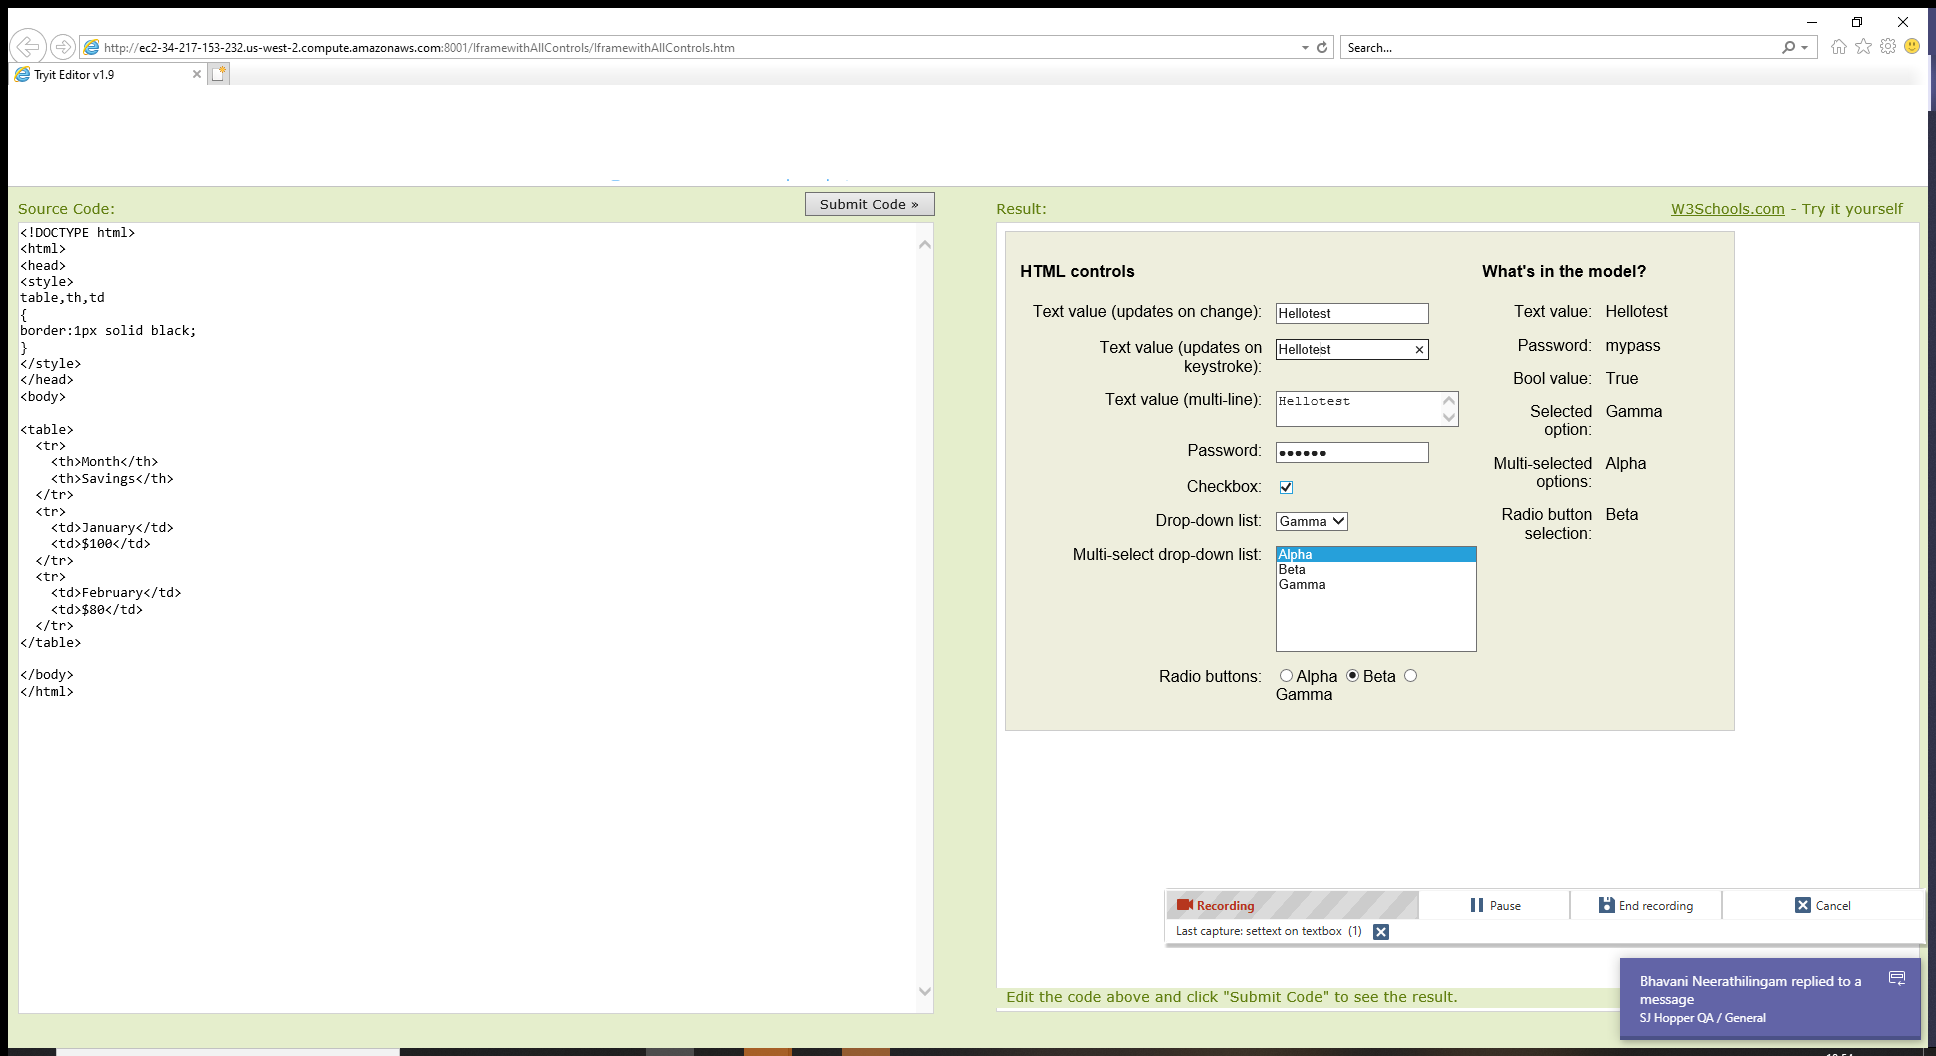 http://ec2-34-217-153-232.us-west-2.compute.amazonaws.com:8001/IframewithAllControls/IframewithAllControls.htm
Search...
Tryit Editor v1.9
Source Code:
Submit Code »
<!DOCTYPE html>
<html>
<head>
<style>
table,th,td
{
border:1px solid black;
}
</style>
</head>
<body>
<table>
<tr>
<th>Month</th>
<th>Savings</th>
</tr>
<tr>
<td>January</td>
<td>$100</td>
</tr>
<tr>
<td>February</td>
<td>$80</td>
</tr>
</table>
</body>
</html>
Result:
W3Schools.com - Try it yourself
HTML controls
Text value (updates on change): Hellotest
Text value (updates on
keystroke): Hellotest
Text value (multi-line): Hellotest
Password:
Checkbox:
Drop-down list: Gamma
Multi-select drop-down list: Alpha
Beta
Gamma
Radio buttons: Alpha Beta
Gamma
What's in the model?
Text value: Hellotest
Password: mypass
Bool value: True
Selected Gamma
option:
Multi-selected Alpha
options:
Radio button Beta
selection:
Recording
Pause
End recording
Cancel
Last capture: settext on textbox (1)
Edit the code above and click "Submit Code" to see the result.
Bhavani Neerathilingam replied to a
message
SJ Hopper QA / General